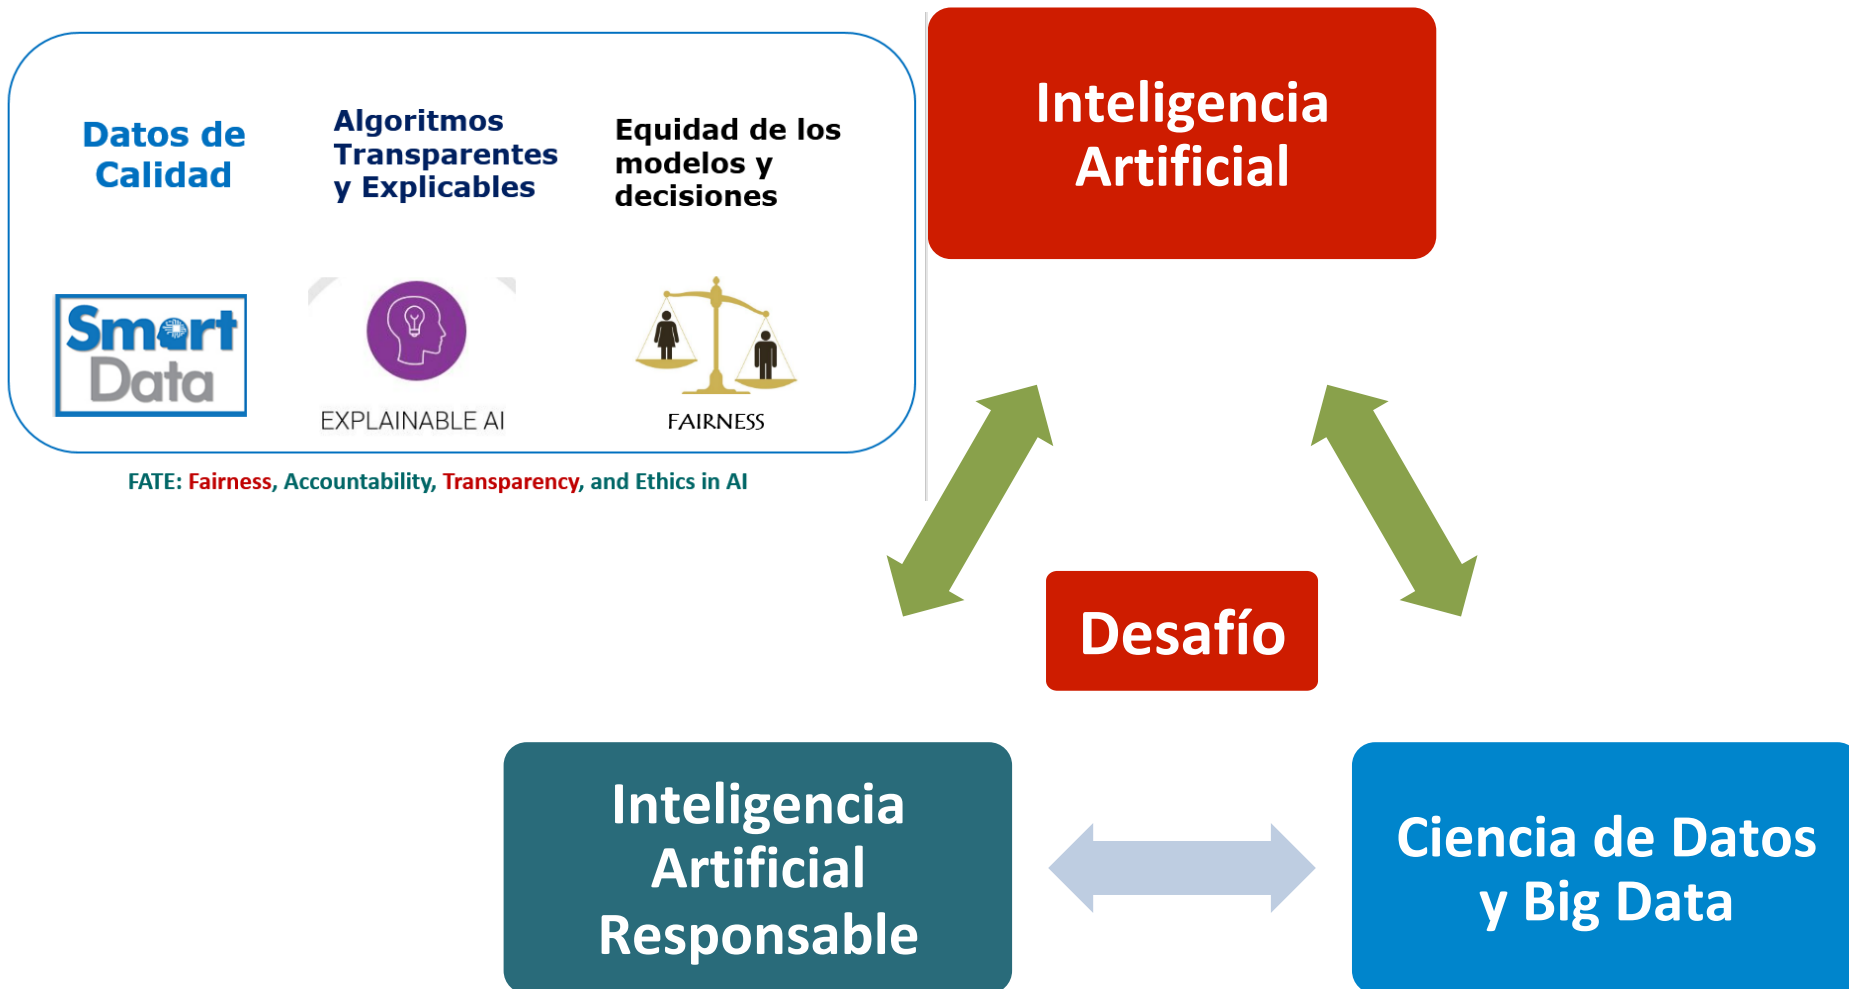 Datos de
Calidad
Algoritmos
Transparentes
y Explicables
Equidad de los
modelos y
decisiones
Smart
Data
EXPLAINABLE AI
FAIRNESS
FATE: Fairness, Accountability, Transparency, and Ethics in AI
Inteligencia
Artificial
Desafío
Inteligencia
Artificial
Responsable
Ciencia de Datos
y Big Data